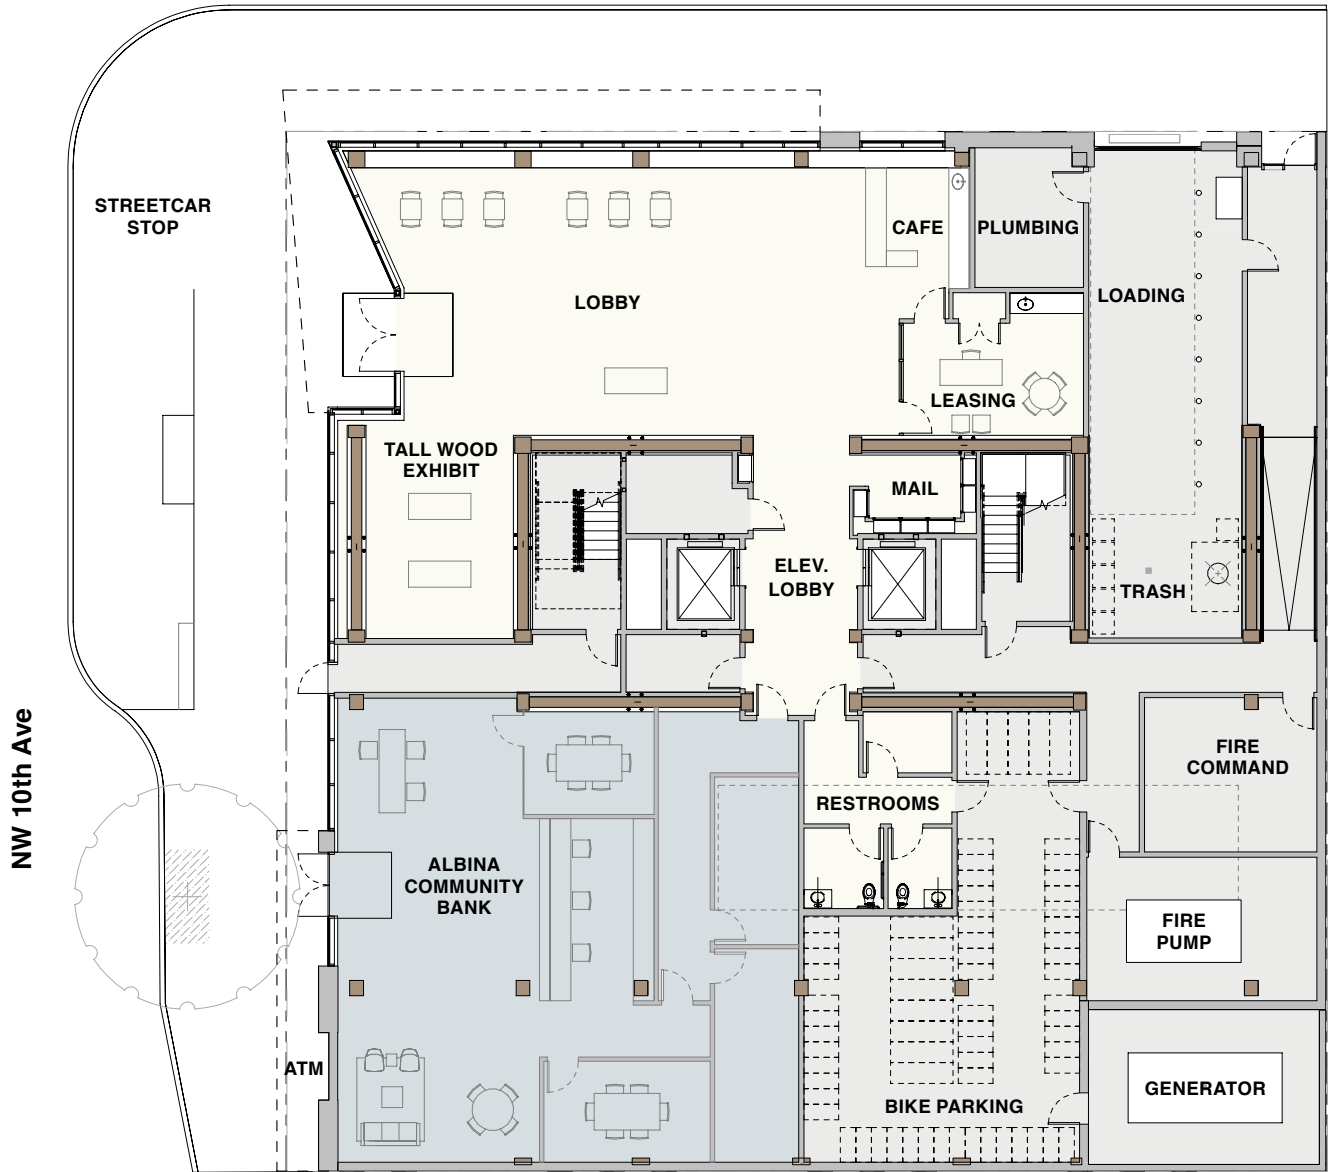 STREETCAR
STOP
CAFE
PLUMBING
LOBBY
LOADING
LEASING
TALL WOOD
EXHIBIT
MAIL
ELEV.
LOBBY
TRASH
NW 10th Ave
FIRE
COMMAND
RESTROOMS
ALBINA
COMMUNITY
BANK
FIRE
PUMP
ATM
GENERATOR
BIKE PARKING